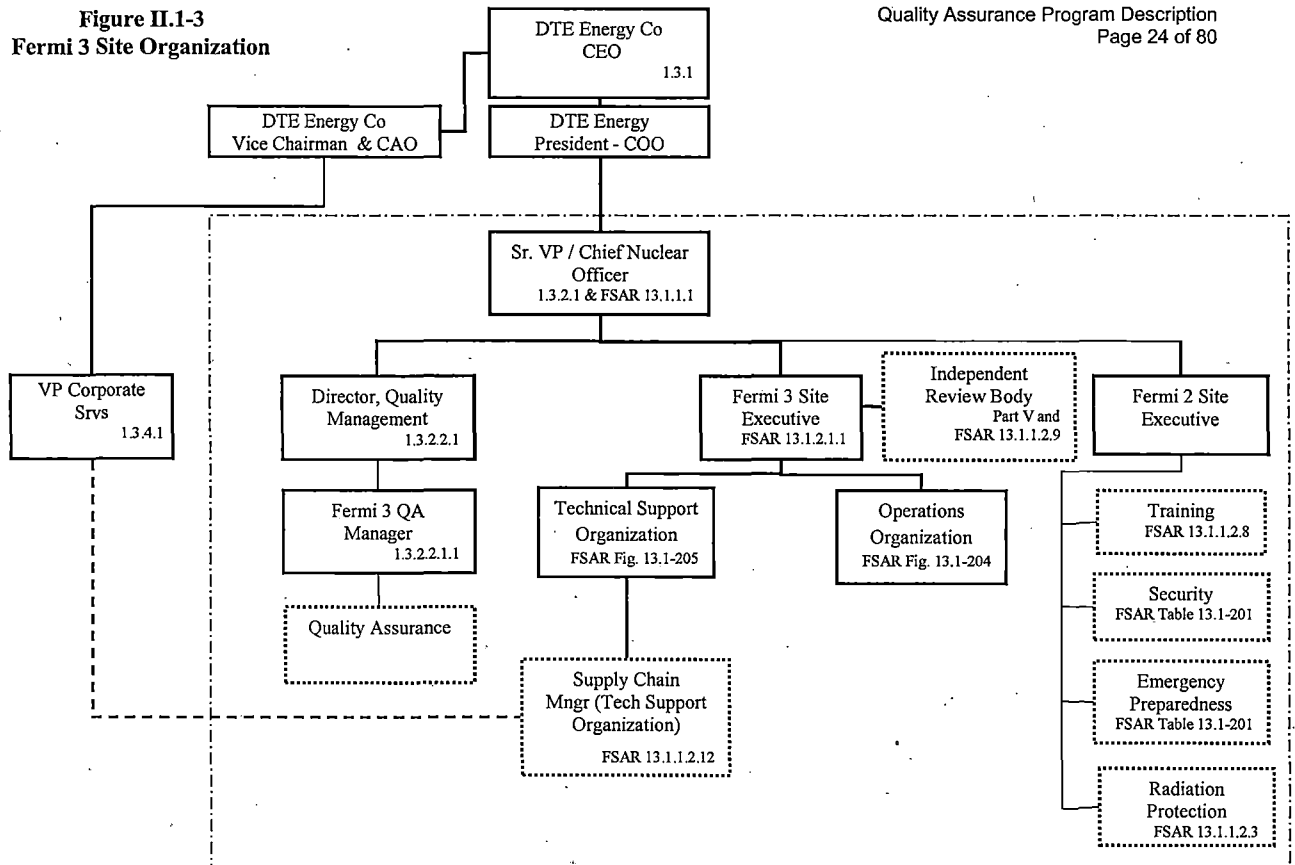 Figure II.1-3
Fermi 3 Site Organization
Quality Assurance Program Description
Page 24 of 80
DTE Energy Co
CEO
1.3.1
DTE Energy Co
Vice Chairman & CAO
DTE Energy
President - COO
Sr. VP / Chief Nuclear
Officer
1.3.2.1 & FSAR 13.1.1.1
VP Corporate
Srvs
1.3.4.1
Director, Quality
Management
1.3.2.2.1
Fermi 3 Site
Executive
FSAR 13.1.2.1.1
Independent
Review Body
Part V and
FSAR 13.1.1.2.9
Fermi 2 Site
Executive
Fermi 3 QA
Manager
1.3.2.2.1.1
Technical Support
Organization
FSAR Fig. 13.1-205
Operations
Organization
FSAR Fig. 13.1-204
Training
FSAR 13.1.1.2.8
Quality Assurance
Security
FSAR Table 13.1-201
Supply Chain
Mngr (Tech Support
Organization)
FSAR 13.1.1.2.12
Emergency
Preparedness
FSAR Table 13.1-201
Radiation
Protection
FSAR 13.1.1.2.3